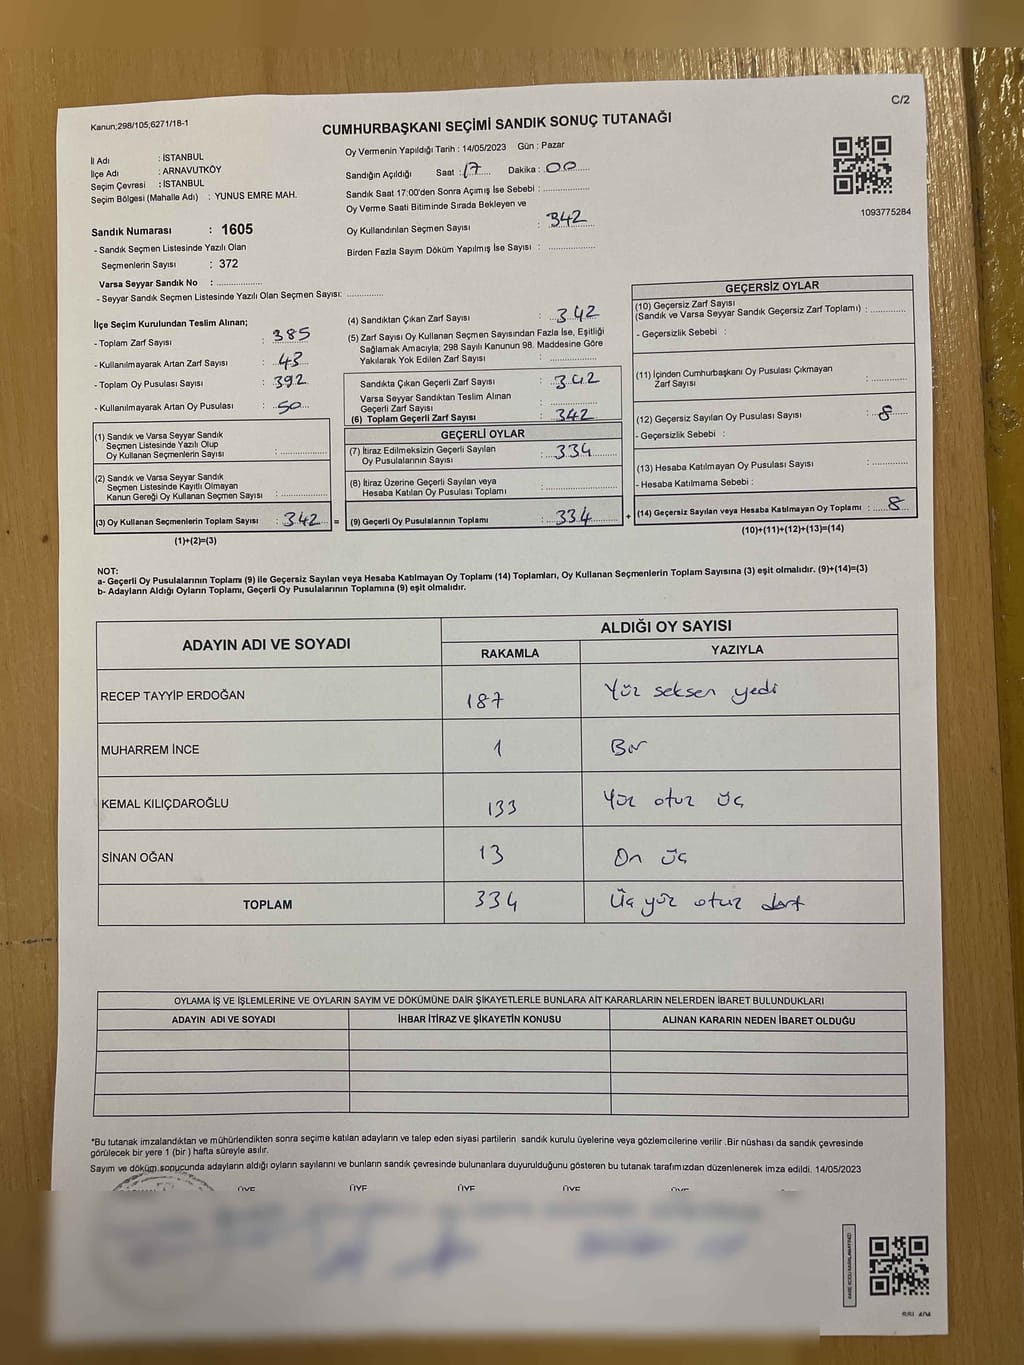 Kanun;298/105;6271/18-1
C/2
CUMHURBAŞKANI SEÇİMİ SANDIK SONUÇ TUTANAĞI
İl Adı : İSTANBUL
İlçe Adı : ARNAVUTKÖY
Seçim Çevresi : İSTANBUL
Seçim Bölgesi (Mahalle Adı) : YUNUS EMRE MAH.
Sandık Numarası : 1605
- Sandık Seçmen Listesinde Yazılı Olan
Seçmenlerin Sayısı : 372
Varsa Seyyar Sandık No : ..................
- Seyyar Sandık Seçmen Listesinde Yazılı Olan Seçmen Sayısı: ..............
Oy Vermenin Yapıldığı Tarih : 14/05/2023 Gün : Pazar
Sandığın Açıldığı Saat : 17 Dakika : 00
Sandık Saat 17:00'den Sonra Açımış İse Sebebi : ................
Oy Verme Saati Bitiminde Sırada Bekleyen ve
Oy Kullandırılan Seçmen Sayısı : 342
Birden Fazla Sayım Döküm Yapılmış İse Sayısı : ................
1093775284
İlçe Seçim Kurulundan Teslim Alınan;
- Toplam Zarf Sayısı : 385
- Kullanılmayarak Artan Zarf Sayısı : 43
- Toplam Oy Pusulası Sayısı : 392
- Kullanılmayarak Artan Oy Pusulası : 50
(1) Sandık ve Varsa Seyyar Sandık
Seçmen Listesinde Yazılı Olup
Oy Kullanan Seçmenlerin Sayısı : ................
(2) Sandık ve Varsa Seyyar Sandık
Seçmen Listesinde Kayıtlı Olmayan
Kanun Gereği Oy Kullanan Seçmen Sayısı : ................
(3) Oy Kullanan Seçmenlerin Toplam Sayısı : 342 =
(1)+(2)=(3)
(4) Sandıktan Çıkan Zarf Sayısı : 342
(5) Zarf Sayısı Oy Kullanan Seçmen Sayısından Fazla İse, Eşitliği
Sağlamak Amacıyla; 298 Sayılı Kanunun 98. Maddesine Göre
Yakılarak Yok Edilen Zarf Sayısı : ................
Sandıkta Çıkan Geçerli Zarf Sayısı : 342
Varsa Seyyar Sandıktan Teslim Alınan
Geçerli Zarf Sayısı : ................
(6) Toplam Geçerli Zarf Sayısı : 342
GEÇERLİ OYLAR
(7) İtiraz Edilmeksizin Geçerli Sayılan
Oy Pusulalarının Sayısı : 334
(8) İtiraz Üzerine Geçerli Sayılan veya
Hesaba Katılan Oy Pusulası Toplamı : ................
(9) Geçerli Oy Pusulalarının Toplamı : 334 +
GEÇERSİZ OYLAR
(10) Geçersiz Zarf Sayısı
(Sandık ve Varsa Seyyar Sandık Geçersiz Zarf Toplamı) : ............
- Geçersizlik Sebebi :
(11) İçinden Cumhurbaşkanı Oy Pusulası Çıkmayan
Zarf Sayısı : ............
(12) Geçersiz Sayılan Oy Pusulası Sayısı : 8
- Geçersizlik Sebebi :
(13) Hesaba Katılmayan Oy Pusulası Sayısı : ............
- Hesaba Katılmama Sebebi :
(14) Geçersiz Sayılan veya Hesaba Katılmayan Oy Toplamı : 8
(10)+(11)+(12)+(13)=(14)
NOT:
a- Geçerli Oy Pusulalarının Toplamı (9) ile Geçersiz Sayılan veya Hesaba Katılmayan Oy Toplamı (14) Toplamları, Oy Kullanan Seçmenlerin Toplam Sayısına (3) eşit olmalıdır. (9)+(14)=(3)
b- Adayların Aldığı Oyların Toplamı, Geçerli Oy Pusulalarının Toplamına (9) eşit olmalıdır.
ADAYIN ADI VE SOYADI ALDIĞI OY SAYISI
RAKAMLA YAZIYLA
RECEP TAYYİP ERDOĞAN 187 Yüz seksen yedi
MUHARREM İNCE 1 Bir
KEMAL KILIÇDAROĞLU 133 Yüz otuz üç
SİNAN OĞAN 13 On üç
TOPLAM 334 Üç yüz otuz dört
OYLAMA İŞ VE İŞLEMLERİNE VE OYLARIN SAYIM VE DÖKÜMÜNE DAİR ŞİKAYETLERLE BUNLARA AİT KARARLARIN NELERDEN İBARET BULUNDUKLARI
ADAYIN ADI VE SOYADI İHBAR İTİRAZ VE ŞİKAYETİN KONUSU ALINAN KARARIN NEDEN İBARET OLDUĞU
*Bu tutanak imzalandıktan ve mühürlendikten sonra seçime katılan adayların ve talep eden siyasi partilerin sandık kurulu üyelerine veya gözlemcilerine verilir .Bir nüshası da sandık çevresinde
görülecek bir yere 1 (bir ) hafta süreyle asılır.
Sayım ve döküm sonucunda adayların aldığı oyların sayılarını ve bunların sandık çevresinde bulunanlara duyurulduğunu gösteren bu tutanak tarafımızdan düzenlenerek imza edildi. 14/05/2023
ÜYE ÜYE ÜYE ÜYE ÜYE